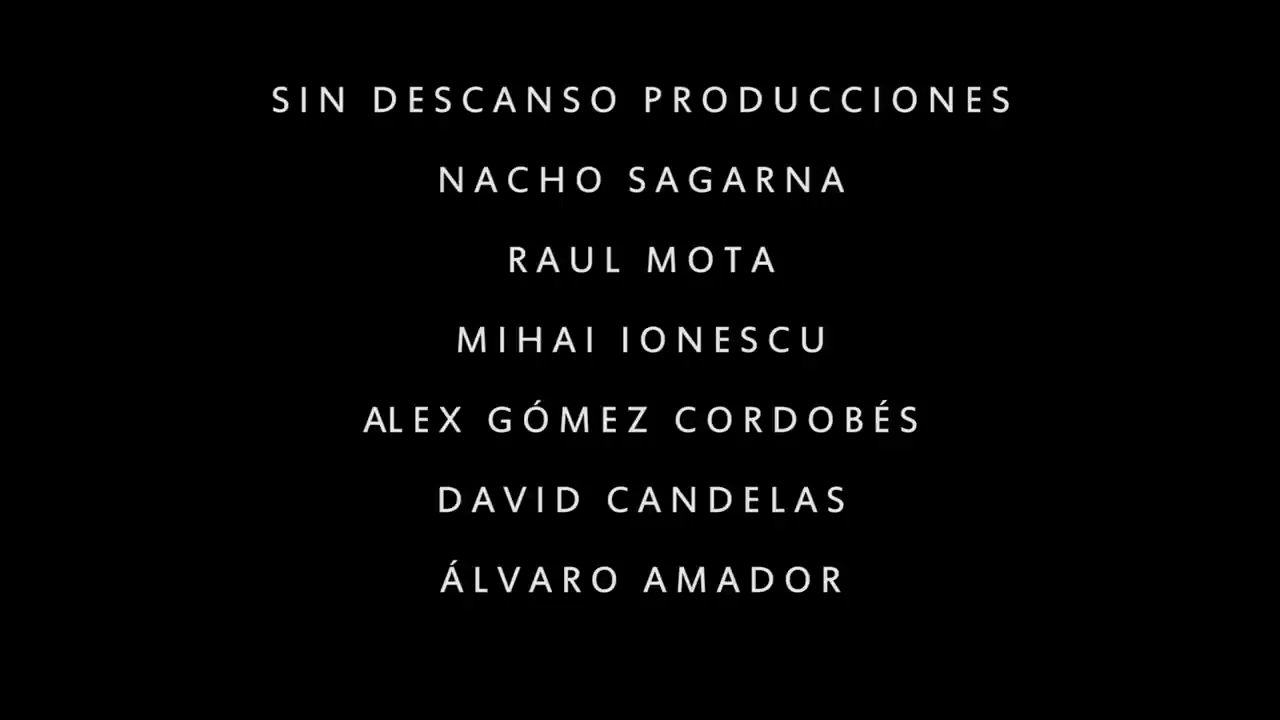 SIN DESCANSO PRODUCCIONES
NACHO SAGARNA
RAUL MOTA
MIHAI IONESCU
ALEX GÓMEZ CORDOBÉS
DAVID CANDELAS
ÁLVARO AMADOR